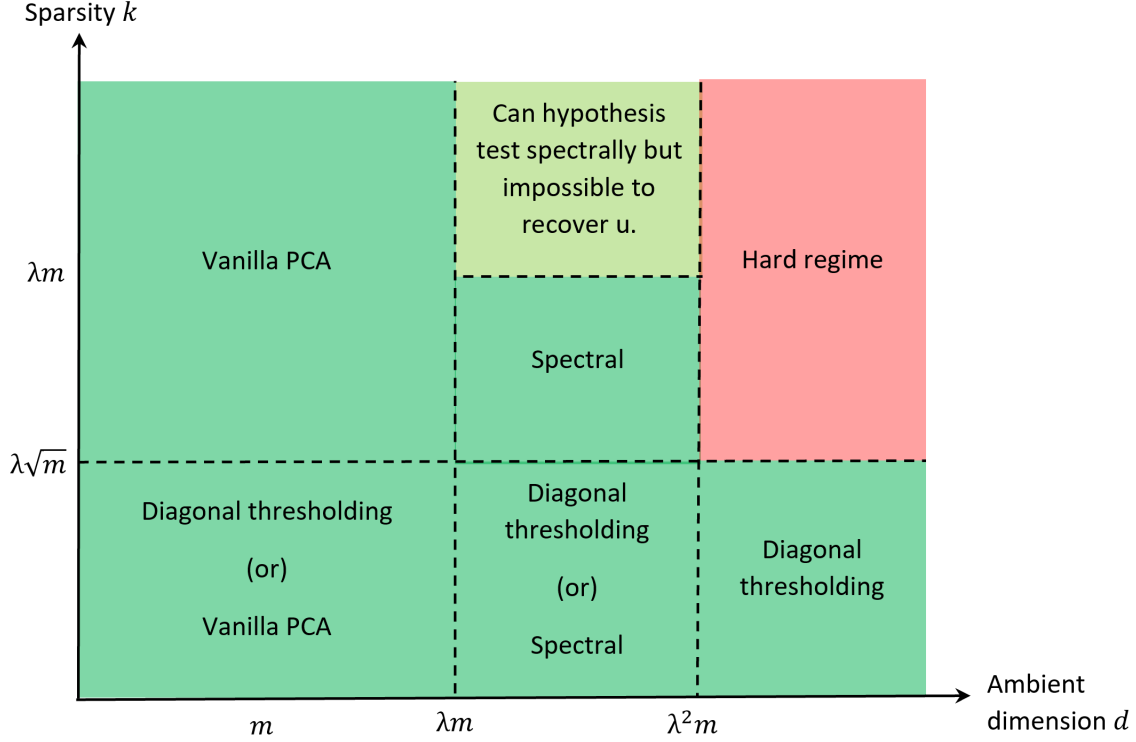 Sparsity k
Can hypothesis
test spectrally but
impossible to
recover u.
Vanilla PCA
Hard regime
λm
Spectral
λ√m
Diagonal thresholding
(or)
Vanilla PCA
Diagonal
thresholding
(or)
Spectral
Diagonal
thresholding
m
λm
λ²m
Ambient
dimension d